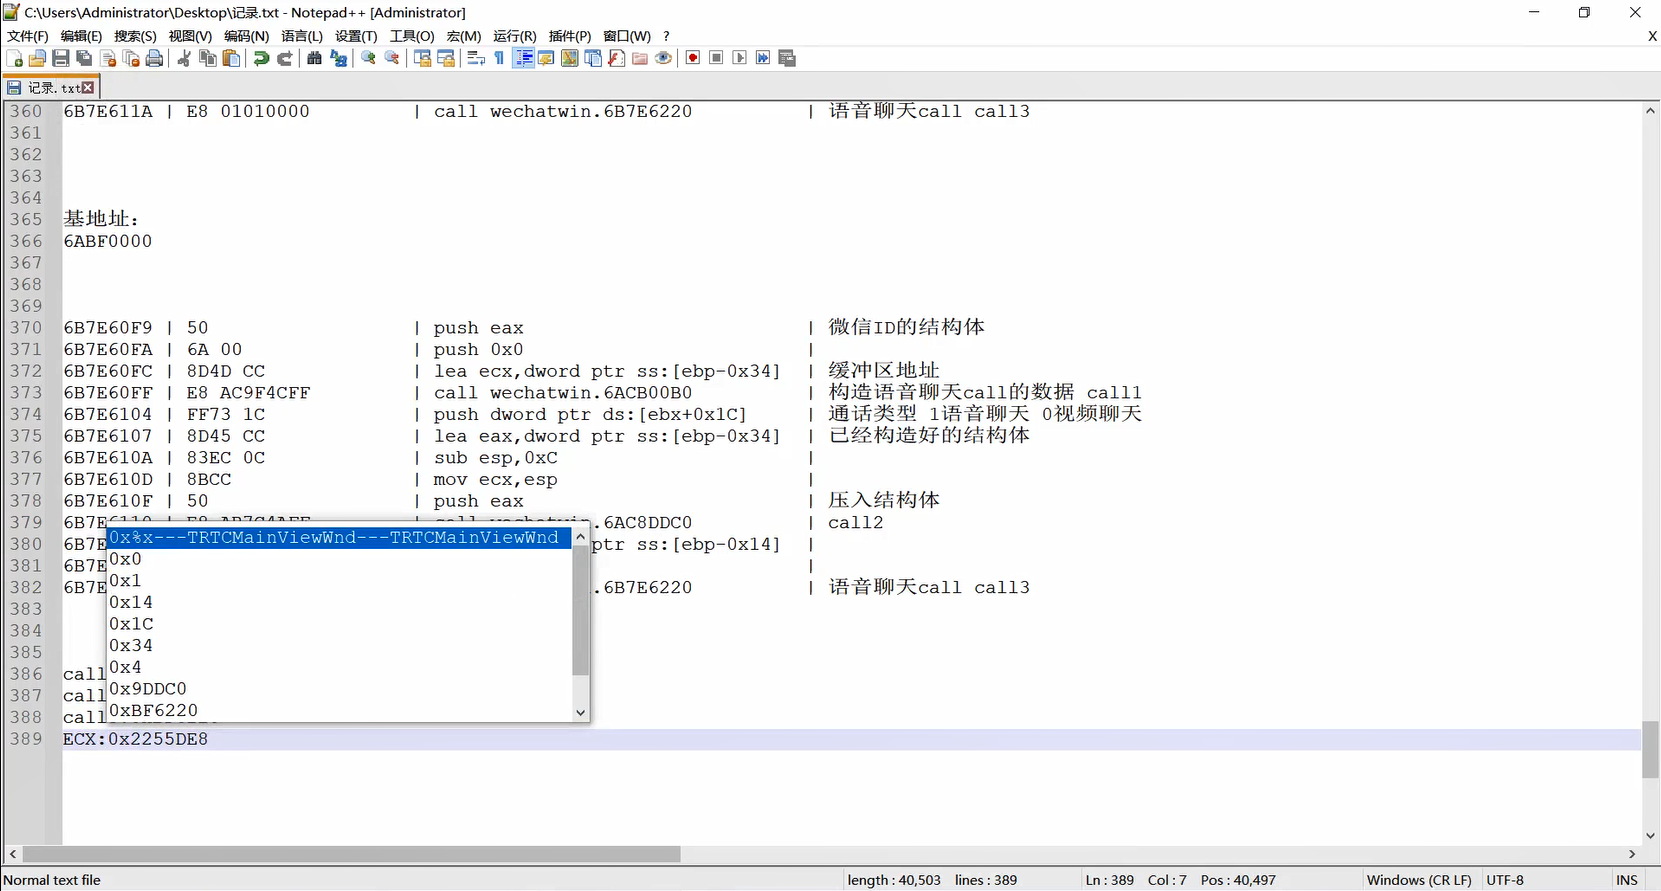 C:\Users\Administrator\Desktop\记录.txt - Notepad++ [Administrator]
文件(F) 编辑(E) 搜索(S) 视图(V) 编码(N) 语言(L) 设置(T) 工具(O) 宏(M) 运行(R) 插件(P) 窗口(W) ? X
记录.txt
360 6B7E611A | E8 01010000 | call wechatwin.6B7E6220 | 语音聊天call call3
361
362
363
364
365 基地址:
366 6ABF0000
367
368
369
370 6B7E60F9 | 50 | push eax | 微信ID的结构体
371 6B7E60FA | 6A 00 | push 0x0 |
372 6B7E60FC | 8D4D CC | lea ecx,dword ptr ss:[ebp-0x34] | 缓冲区地址
373 6B7E60FF | E8 AC9F4CFF | call wechatwin.6ACB00B0 | 构造语音聊天call的数据 call1
374 6B7E6104 | FF73 1C | push dword ptr ds:[ebx+0x1C] | 通话类型 1语音聊天 0视频聊天
375 6B7E6107 | 8D45 CC | lea eax,dword ptr ss:[ebp-0x34] | 已经构造好的结构体
376 6B7E610A | 83EC 0C | sub esp,0xC |
377 6B7E610D | 8BCC | mov ecx,esp |
378 6B7E610F | 50 | push eax | 压入结构体
379 .6AC8DDC0 | call2
380 6B7E ptr ss:[ebp-0x14] |
381 6B7E |
382 6B7E .6B7E6220 | 语音聊天call call3
383
384
385
386 call
387 call
388 call
389 ECX:0x2255DE8
0x%x---TRTCMainViewWnd---TRTCMainViewWnd
0x0
0x1
0x14
0x1C
0x34
0x4
0x9DDC0
0xBF6220
Normal text file length : 40,503 lines : 389 Ln : 389 Col : 7 Pos : 40,497 Windows (CR LF) UTF-8 INS